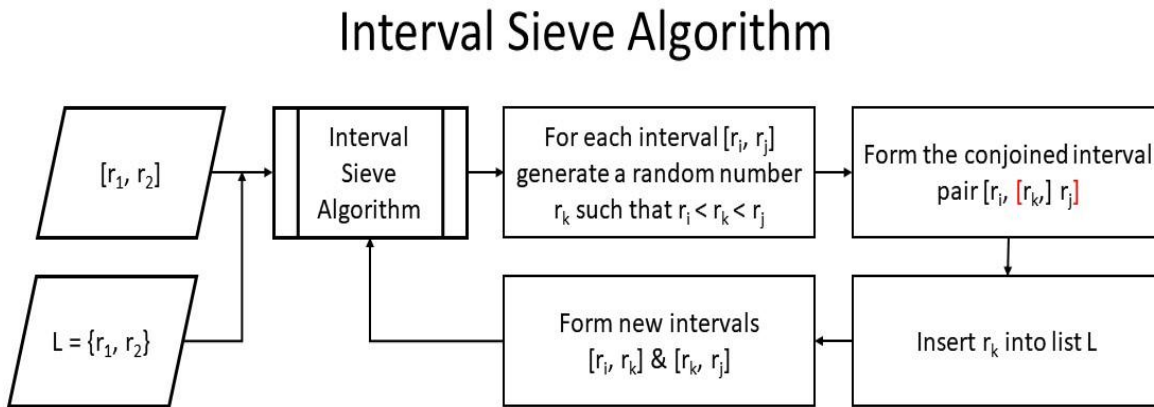 Interval Sieve Algorithm
[r₁, r₂]
L = {r₁, r₂}
Interval
Sieve
Algorithm
For each interval [rᵢ, rⱼ]
generate a random number
rₖ such that rᵢ < rₖ < rⱼ
Form the conjoined interval
pair [rᵢ, [rₖ,] rⱼ]
Insert rₖ into list L
Form new intervals
[rᵢ, rₖ] & [rₖ, rⱼ]